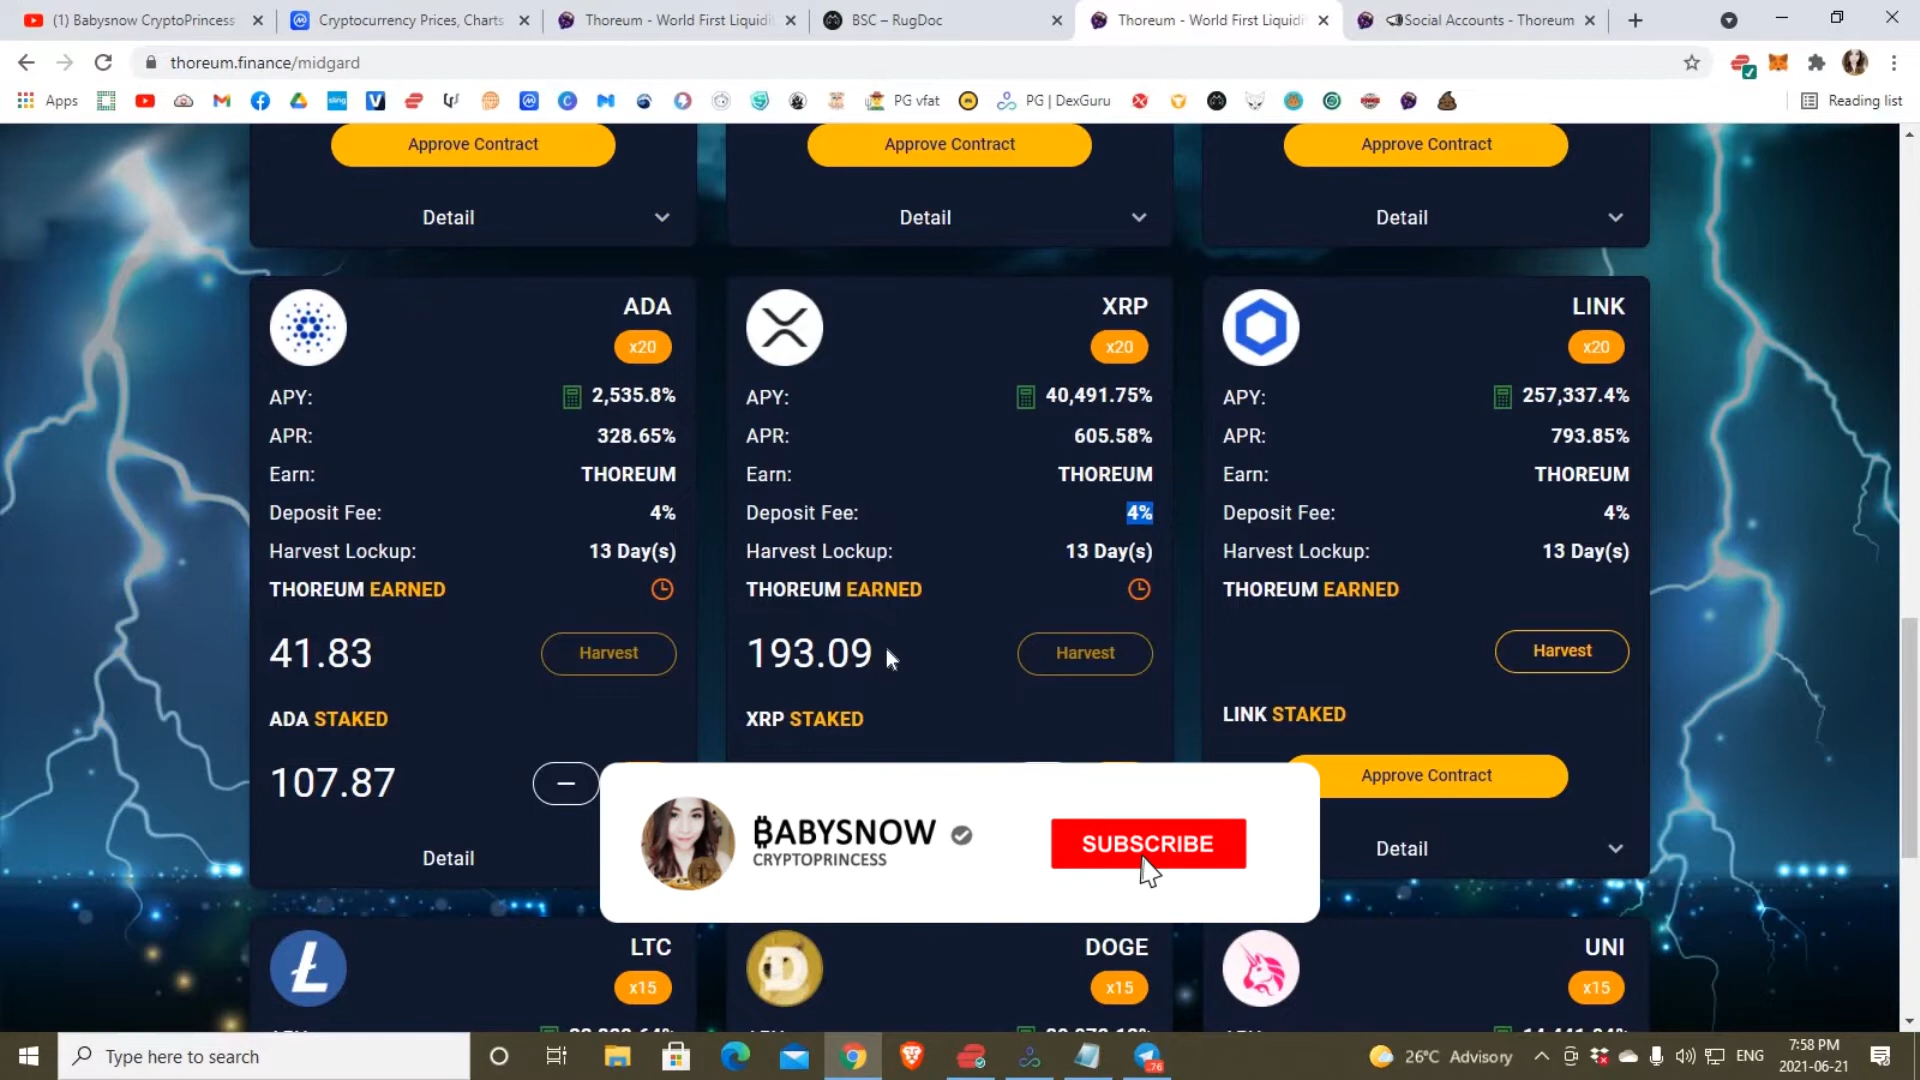 (1) Babysnow CryptoPrincess
Cryptocurrency Prices, Charts
Thoreum - World First Liquidi
BSC – RugDoc
Thoreum - World First Liquidi
Social Accounts - Thoreum
thoreum.finance/midgard
Apps
PG vfat
PG | DexGuru
Reading list
Approve Contract
Approve Contract
Approve Contract
Detail
Detail
Detail
ADA
x20
APY: 2,535.8%
APR: 328.65%
Earn: THOREUM
Deposit Fee: 4%
Harvest Lockup: 13 Day(s)
THOREUM EARNED
41.83 Harvest
ADA STAKED
107.87
Detail
XRP
x20
APY: 40,491.75%
APR: 605.58%
Earn: THOREUM
Deposit Fee: 4%
Harvest Lockup: 13 Day(s)
THOREUM EARNED
193.09 Harvest
XRP STAKED
LINK
x20
APY: 257,337.4%
APR: 793.85%
Earn: THOREUM
Deposit Fee: 4%
Harvest Lockup: 13 Day(s)
THOREUM EARNED
Harvest
LINK STAKED
Approve Contract
Detail
₿ABYSNOW
CRYPTOPRINCESS
SUBSCRIBE
LTC
x15
DOGE
x15
UNI
x15
Type here to search
76
26°C Advisory
ENG
7:58 PM
2021-06-21